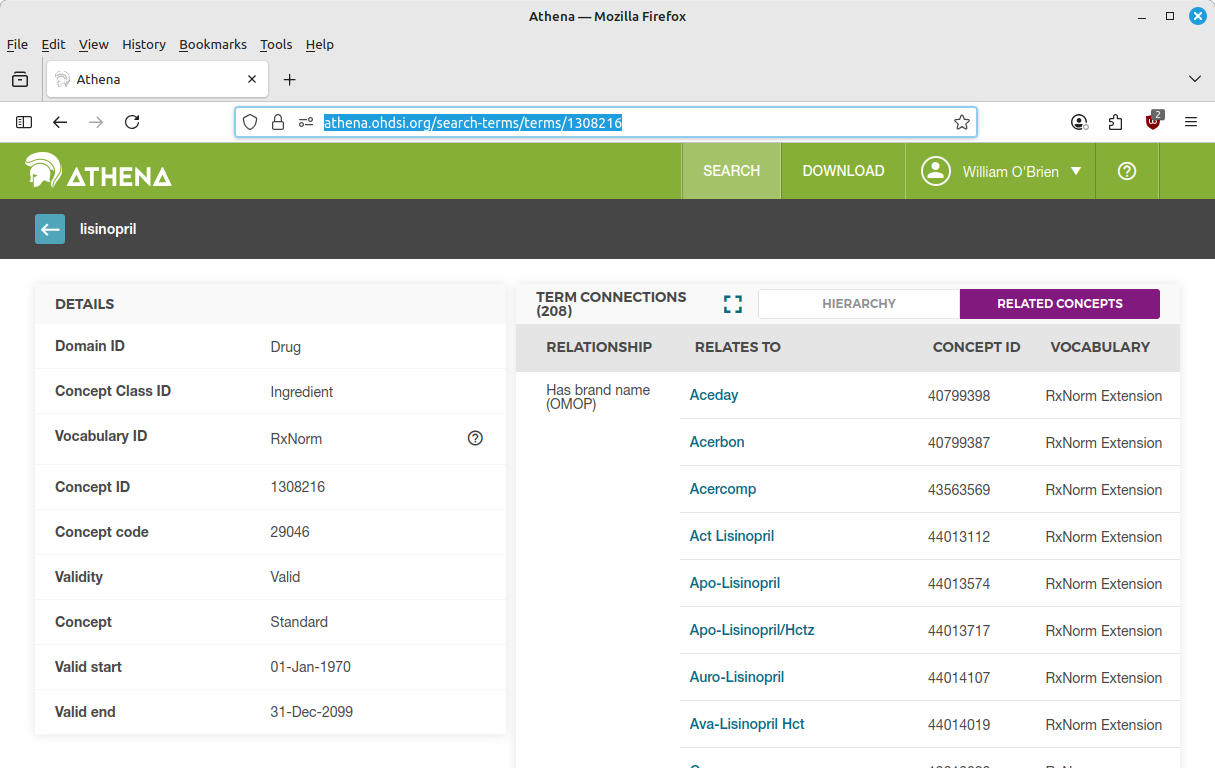 Athena — Mozilla Firefox
File Edit View History Bookmarks Tools Help
Athena
athena.ohdsi.org/search-terms/terms/1308216
2
ATHENA
SEARCH
DOWNLOAD
William O'Brien
lisinopril
DETAILS
Domain ID Drug
Concept Class ID Ingredient
Vocabulary ID RxNorm
Concept ID 1308216
Concept code 29046
Validity Valid
Concept Standard
Valid start 01-Jan-1970
Valid end 31-Dec-2099
TERM CONNECTIONS
(208)
HIERARCHY
RELATED CONCEPTS
RELATIONSHIP RELATES TO CONCEPT ID VOCABULARY
Has brand name
(OMOP)
Aceday 40799398 RxNorm Extension
Acerbon 40799387 RxNorm Extension
Acercomp 43563569 RxNorm Extension
Act Lisinopril 44013112 RxNorm Extension
Apo-Lisinopril 44013574 RxNorm Extension
Apo-Lisinopril/Hctz 44013717 RxNorm Extension
Auro-Lisinopril 44014107 RxNorm Extension
Ava-Lisinopril Hct 44014019 RxNorm Extension